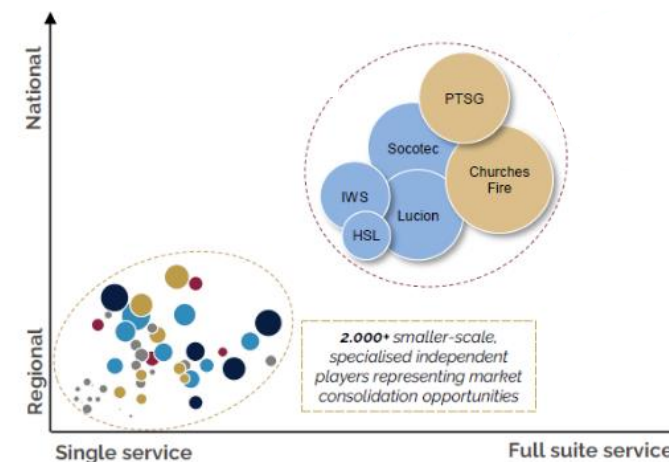 National
PTSG
Socotec
Churches
Fire
IWS
Lucion
HSL
Regional
2.000+ smaller-scale,
specialised independent
players representing market
consolidation opportunities
Single service
Full suite service